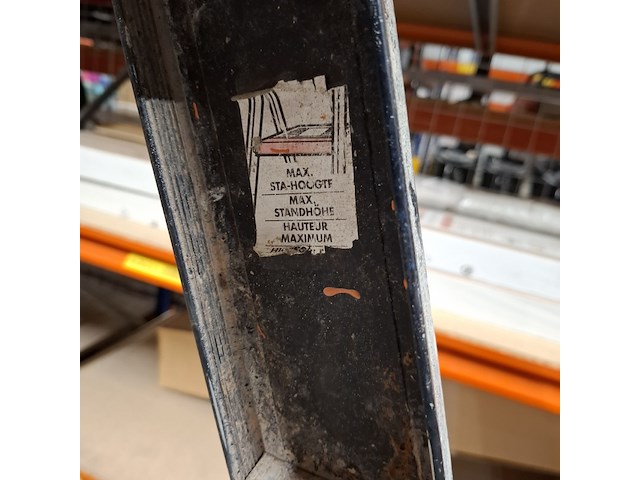 MAX.
STA-HOOGTE
MAX.
STANDHÖHE
HAUTEUR
MAXIMUM